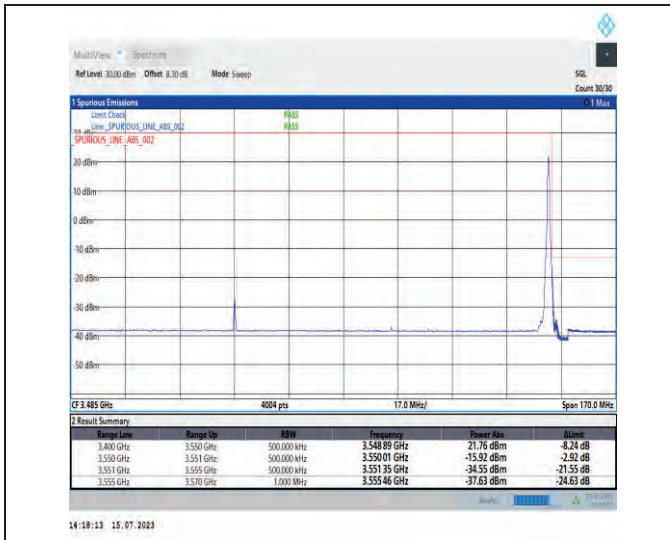 MultiView Spectrum
Ref Level 30.00 dBm Offset 8.30 dB Mode Sweep SGL
Count 30/30
1 Spurious Emissions 1 Max
Limit Check PASS
Line _SPURIOUS_LINE_ABS_002 PASS
_SPURIOUS_LINE_ABS_002
20 dBm
10 dBm
0 dBm
-10 dBm
-20 dBm
-30 dBm
-40 dBm
-50 dBm
CF 3.485 GHz 4004 pts 17.0 MHz/ Span 170.0 MHz
2 Result Summary
Range Low Range Up RBW Frequency Power Abs ΔLimit
3.400 GHz 3.550 GHz 500.000 kHz 3.548 89 GHz 21.76 dBm -8.24 dB
3.550 GHz 3.551 GHz 500.000 kHz 3.550 01 GHz -15.92 dBm -2.92 dB
3.551 GHz 3.555 GHz 500.000 kHz 3.551 35 GHz -34.55 dBm -21.55 dB
3.555 GHz 3.570 GHz 1.000 MHz 3.555 46 GHz -37.63 dBm -24.63 dB
14:18:13 15.07.2023